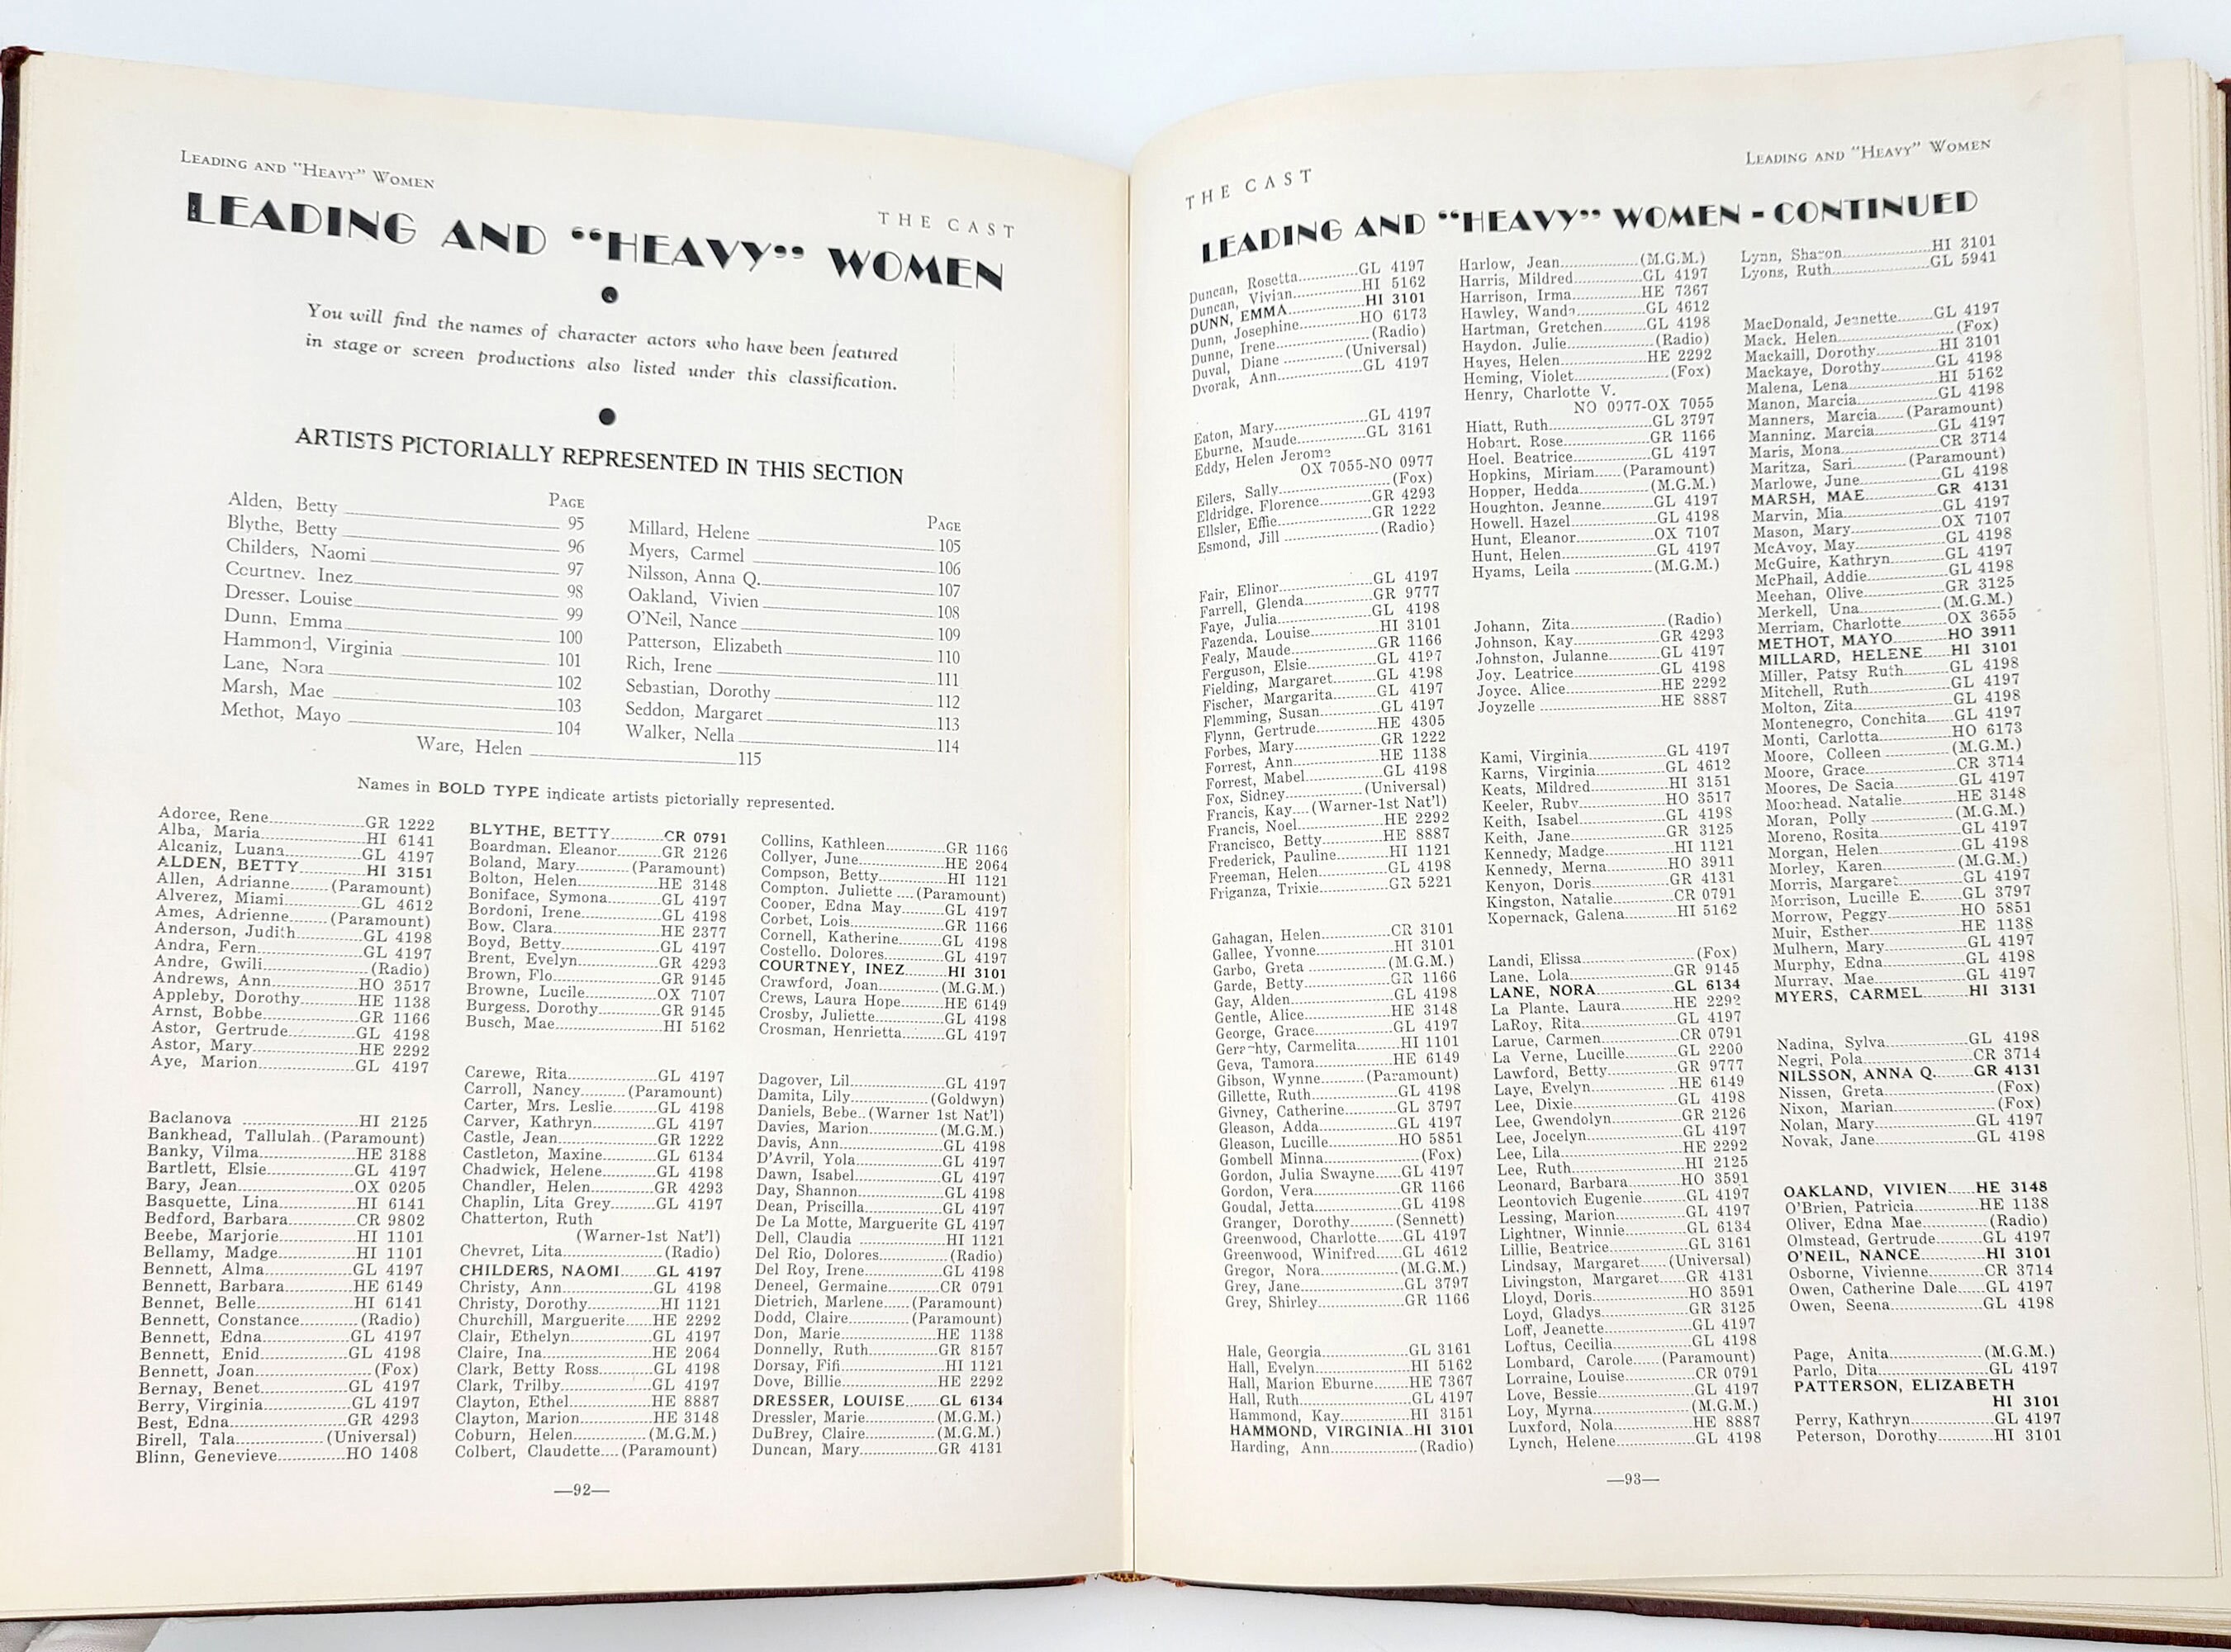 LEADING AND "HEAVY" WOMEN
THE CAST
LEADING AND "HEAVY" WOMEN
You will find the names of character actors who have been featured
in stage or screen productions also listed under this classification.
ARTISTS PICTORIALLY REPRESENTED IN THIS SECTION
PAGE
Alden, Betty 95
Blythe, Betty 96
Childers, Naomi 97
Courtney. Inez 98
Dresser. Louise 99
Dunn, Emma 100
Hammond, Virginia 101
Lane, Nora 102
Marsh, Mae 103
Methot, Mayo 104
PAGE
Millard, Helene 105
Myers, Carmel 106
Nilsson, Anna Q. 107
Oakland, Vivien 108
O'Neil, Nance 109
Patterson, Elizabeth 110
Rich, Irene 111
Sebastian, Dorothy 112
Seddon, Margaret 113
Walker, Nella 114
Ware, Helen 115
Names in BOLD TYPE indicate artists pictorially represented.
Adoree, Rene GR 1222
Alba, Maria HI 6141
Alcaniz, Luana GL 4197
ALDEN, BETTY HI 3151
Allen, Adrianne (Paramount)
Alverez, Miami GL 4612
Ames, Adrienne (Paramount)
Anderson, Judith GL 4198
Andra, Fern GL 4197
Andre, Gwili (Radio)
Andrews, Ann HO 3517
Appleby, Dorothy HE 1138
Arnst, Bobbe GR 1166
Astor, Gertrude GL 4198
Astor, Mary HE 2292
Aye, Marion GL 4197
Baclanova HI 2125
Bankhead, Tallulah (Paramount)
Banky, Vilma HE 3188
Bartlett, Elsie GL 4197
Bary, Jean OX 0205
Basquette, Lina HI 6141
Bedford, Barbara CR 9802
Beebe, Marjorie HI 1101
Bellamy, Madge HI 1101
Bennett, Alma GL 4197
Bennett, Barbara HE 6149
Bennet, Belle HI 6141
Bennett, Constance (Radio)
Bennett, Edna GL 4197
Bennett, Enid GL 4198
Bennett, Joan (Fox)
Bernay, Benet GL 4197
Berry, Virginia GL 4197
Best, Edna GR 4293
Birell, Tala (Universal)
Blinn, Genevieve HO 1408
BLYTHE, BETTY CR 0791
Boardman. Eleanor GR 2126
Boland, Mary (Paramount)
Bolton, Helen HE 3148
Boniface, Symona GL 4197
Bordoni, Irene GL 4198
Bow. Clara HE 2377
Boyd, Betty GL 4197
Brent, Evelyn GR 4293
Brown, Flo GR 9145
Browne, Lucile OX 7107
Burgess. Dorothy GR 9145
Busch, Mae HI 5162
Carewe, Rita GL 4197
Carroll, Nancy (Paramount)
Carter, Mrs. Leslie GL 4198
Carver, Kathryn GL 4197
Castle, Jean GR 1222
Castleton, Maxine GL 6134
Chadwick, Helene GL 4198
Chandler, Helen GR 4293
Chaplin, Lita Grey GL 4197
Chatterton, Ruth
(Warner-1st Nat'l)
Chevret, Lita (Radio)
CHILDERS, NAOMI GL 4197
Christy, Ann GL 4198
Christy, Dorothy HI 1121
Churchill, Marguerite HE 2292
Clair, Ethelyn GL 4197
Claire, Ina HE 2064
Clark, Betty Ross GL 4198
Clark, Trilby GL 4197
Clayton, Ethel HE 8887
Clayton, Marion HE 3148
Coburn, Helen (M.G.M.)
Colbert, Claudette (Paramount)
Collins, Kathleen GR 1166
Collyer, June HE 2064
Compson, Betty HI 1121
Compton. Juliette (Paramount)
Cooper, Edna May GL 4197
Corbet, Lois GR 1166
Cornell, Katherine GL 4198
Costello. Dolores GL 4197
COURTNEY, INEZ HI 3101
Crawford, Joan (M.G.M.)
Crews, Laura Hope HE 6149
Crosby, Juliette GL 4198
Crosman, Henrietta GL 4197
Dagover, Lil GL 4197
Damita, Lily (Goldwyn)
Daniels, Bebe (Warner 1st Nat'l)
Davies, Marion (M.G.M.)
Davis, Ann GL 4198
D'Avril, Yola GL 4197
Dawn, Isabel GL 4197
Day, Shannon GL 4198
Dean, Priscilla GL 4197
De La Motte, Marguerite GL 4197
Dell, Claudia HI 1121
Del Rio, Dolores (Radio)
Del Roy, Irene GL 4198
Deneel, Germaine CR 0791
Dietrich, Marlene (Paramount)
Dodd, Claire (Paramount)
Don, Marie HE 1138
Donnelly, Ruth GR 8157
Dorsay, Fifi HI 1121
Dove, Billie HE 2292
DRESSER, LOUISE GL 6134
Dressler, Marie (M.G.M.)
DuBrey, Claire (M.G.M.)
Duncan, Mary GR 4131
—92—
THE CAST
LEADING AND "HEAVY" WOMEN
LEADING AND "HEAVY" WOMEN - CONTINUED
Duncan, Rosetta GL 4197
Duncan, Vivian HI 5162
DUNN, EMMA HI 3101
Dunn, Josephine HO 6173
Dunne, Irene (Radio)
Duval, Diane (Universal)
Dvorak, Ann GL 4197
Eaton, Mary GL 4197
Eburne, Maude GL 3161
Eddy, Helen Jerome
OX 7055-NO 0977
Eilers, Sally (Fox)
Eldridge. Florence GR 4293
Ellsler, Effie GR 1222
Esmond, Jill (Radio)
Fair, Elinor GL 4197
Farrell, Glenda GR 9777
Faye, Julia GL 4198
Fazenda, Louise HI 3101
Fealy, Maude GR 1166
Ferguson, Elsie GL 4197
Fielding, Margaret GL 4198
Fischer, Margarita GL 4197
Flemming, Susan GL 4197
Flynn, Gertrude HE 4305
Forbes, Mary GR 1222
Forrest, Ann HE 1138
Forrest, Mabel GL 4198
Fox, Sidney (Universal)
Francis, Kay (Warner-1st Nat'l)
Francis, Noel HE 2292
Francisco, Betty HE 8887
Frederick, Pauline HI 1121
Freeman, Helen GL 4198
Friganza, Trixie GR 5221
Gahagan, Helen CR 3101
Gallee, Yvonne HI 3101
Garbo, Greta (M.G.M.)
Garde, Betty GR 1166
Gay, Alden GL 4198
Gentle, Alice HE 3148
George, Grace GL 4197
Geraghty, Carmelita HI 1101
Geva, Tamora HE 6149
Gibson, Wynne (Paramount)
Gillette, Ruth GL 4198
Givney, Catherine GL 3797
Gleason, Adda GL 4197
Gleason, Lucille HO 5851
Gombell Minna (Fox)
Gordon, Julia Swayne GL 4197
Gordon, Vera GR 1166
Goudal, Jetta GL 4198
Granger, Dorothy (Sennett)
Greenwood, Charlotte GL 4197
Greenwood, Winifred GL 4612
Gregor, Nora (M.G.M.)
Grey, Jane GL 3797
Grey, Shirley GR 1166
Hale, Georgia GL 3161
Hall, Evelyn HI 5162
Hall, Marion Eburne HE 7367
Hall, Ruth GL 4197
Hammond, Kay HI 3151
HAMMOND, VIRGINIA HI 3101
Harding, Ann (Radio)
Harlow, Jean (M.G.M.)
Harris, Mildred GL 4197
Harrison, Irma HE 7367
Hawley, Wanda GL 4612
Hartman, Gretchen GL 4198
Haydon. Julie (Radio)
Hayes, Helen HE 2292
Heming, Violet (Fox)
Henry, Charlotte V.
NO 0977-OX 7055
Hiatt, Ruth GL 3797
Hobart. Rose GR 1166
Hoel. Beatrice GL 4197
Hopkins, Miriam (Paramount)
Hopper, Hedda (M.G.M.)
Houghton. Jeanne GL 4197
Howell. Hazel GL 4198
Hunt, Eleanor OX 7107
Hunt, Helen GL 4197
Hyams, Leila (M.G.M.)
Johann, Zita (Radio)
Johnson, Kay GR 4293
Johnston, Julanne GL 4197
Joy. Leatrice GL 4198
Joyce. Alice HE 2292
Joyzelle HE 8887
Kami, Virginia GL 4197
Karns, Virginia GL 4612
Keats, Mildred HI 3151
Keeler, Ruby HO 3517
Keith, Isabel GL 4198
Keith, Jane GR 3125
Kennedy, Madge HI 1121
Kennedy, Merna HO 3911
Kenyon, Doris GR 4131
Kingston, Natalie CR 0791
Kopernack, Galena HI 5162
Landi, Elissa (Fox)
Lane, Lola GR 9145
LANE, NORA GL 6134
La Plante, Laura HE 2292
LaRoy, Rita GL 4197
Larue, Carmen CR 0791
La Verne, Lucille GL 2200
Lawford, Betty GR 9777
Laye, Evelyn HE 6149
Lee, Dixie GL 4198
Lee, Gwendolyn GR 2126
Lee, Jocelyn GL 4197
Lee, Lila HE 2292
Lee, Ruth HI 2125
Leonard, Barbara HO 3591
Leontovich Eugenie GL 4197
Lessing, Marion GL 4197
Lightner, Winnie GL 6134
Lillie, Beatrice GL 3161
Lindsay, Margaret (Universal)
Livingston, Margaret GR 4131
Lloyd, Doris HO 3591
Loyd, Gladys GR 3125
Loff, Jeanette GL 4197
Loftus, Cecilia GL 4198
Lombard, Carole (Paramount)
Lorraine, Louise CR 0791
Love, Bessie GL 4197
Loy, Myrna (M.G.M.)
Luxford, Nola HE 8887
Lynch, Helene GL 4198
Lynn, Sharon HI 3101
Lyons, Ruth GL 5941
MacDonald, Jeanette GL 4197
Mack. Helen (Fox)
Mackaill, Dorothy HI 3101
Mackaye, Dorothy GL 4198
Malena, Lena HI 5162
Manon, Marcia GL 4198
Manners, Marcia (Paramount)
Manning. Marcia GL 4197
Maris, Mona CR 3714
Maritza, Sari (Paramount)
Marlowe, June GL 4198
MARSH, MAE GR 4131
Marvin, Mia GL 4197
Mason, Mary OX 7107
McAvoy, May GL 4198
McGuire, Kathryn GL 4197
McPhail, Addie GL 4198
Meehan, Olive GR 3125
Merkell, Una (M.G.M.)
Merriam, Charlotte OX 3655
METHOT, MAYO HO 3911
MILLARD, HELENE HI 3101
Miller, Patsy Ruth GL 4198
Mitchell, Ruth GL 4197
Molton, Zita GL 4198
Montenegro, Conchita GL 4197
Monti, Carlotta HO 6173
Moore, Colleen (M.G.M.)
Moore, Grace CR 3714
Moores, De Sacia GL 4197
Moorhead. Natalie HE 3148
Moran, Polly (M.G.M.)
Moreno, Rosita GL 4197
Morgan, Helen GL 4198
Morley, Karen (M.G.M.)
Morris, Margaret GL 4197
Morrison, Lucille E. GL 3797
Morrow, Peggy HO 5851
Muir, Esther HE 1138
Mulhern, Mary GL 4197
Murphy, Edna GL 4198
Murray, Mae GL 4197
MYERS, CARMEL HI 3131
Nadina, Sylva GL 4198
Negri, Pola CR 3714
NILSSON, ANNA Q. GR 4131
Nissen, Greta (Fox)
Nixon, Marian (Fox)
Nolan, Mary GL 4197
Novak, Jane GL 4198
OAKLAND, VIVIEN HE 3148
O'Brien, Patricia HE 1138
Oliver, Edna Mae (Radio)
Olmstead, Gertrude GL 4197
O'NEIL, NANCE HI 3101
Osborne, Vivienne CR 3714
Owen, Catherine Dale GL 4197
Owen, Seena GL 4198
Page, Anita (M.G.M.)
Parlo, Dita GL 4197
PATTERSON, ELIZABETH
HI 3101
Perry, Kathryn GL 4197
Peterson, Dorothy HI 3101
—93—